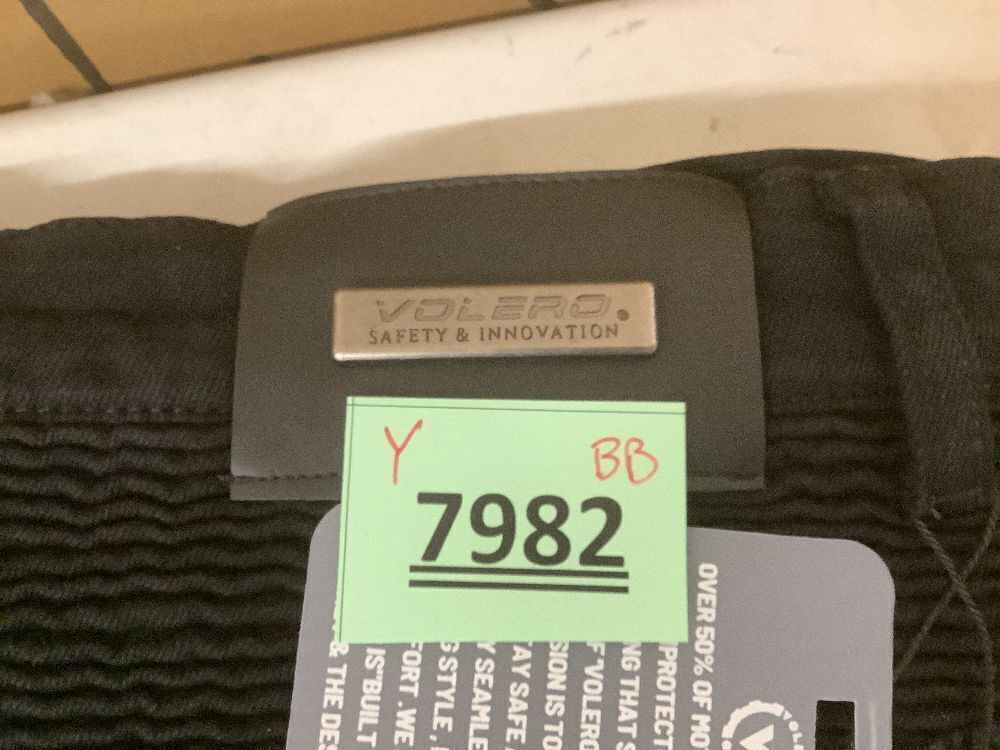 VOLERO.
SAFETY & INNOVATION
Y BB
7982
OVER 50% OF MO
PROTECT
NG THAT S
F VOLERO
SION IS TO
AY SAFE
Y SEAMLE
G STYLE,
FORT. WE
IS "BUILT
& THE DES